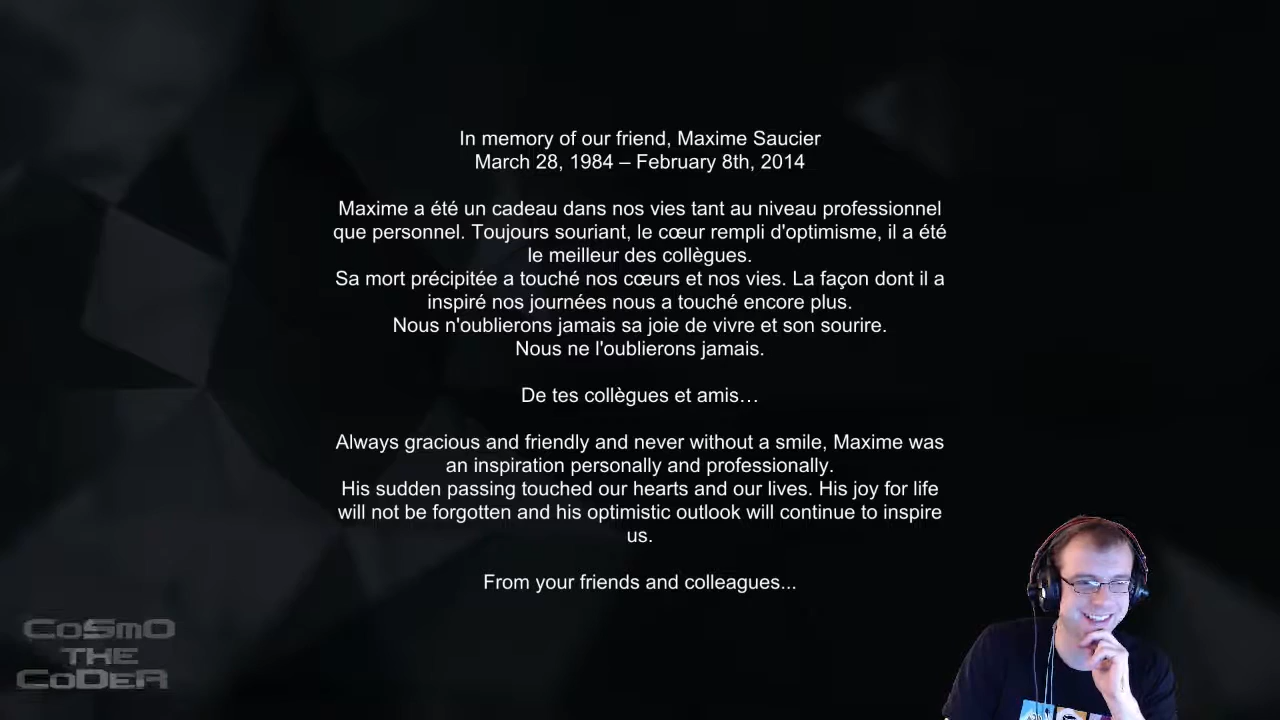 In memory of our friend, Maxime Saucier
March 28, 1984 – February 8th, 2014
Maxime a été un cadeau dans nos vies tant au niveau professionnel
que personnel. Toujours souriant, le cœur rempli d'optimisme, il a été
le meilleur des collègues.
Sa mort précipitée a touché nos cœurs et nos vies. La façon dont il a
inspiré nos journées nous a touché encore plus.
Nous n'oublierons jamais sa joie de vivre et son sourire.
Nous ne l'oublierons jamais.
De tes collègues et amis…
Always gracious and friendly and never without a smile, Maxime was
an inspiration personally and professionally.
His sudden passing touched our hearts and our lives. His joy for life
will not be forgotten and his optimistic outlook will continue to inspire
us.
From your friends and colleagues...
CoSmO
THE
CoDeR